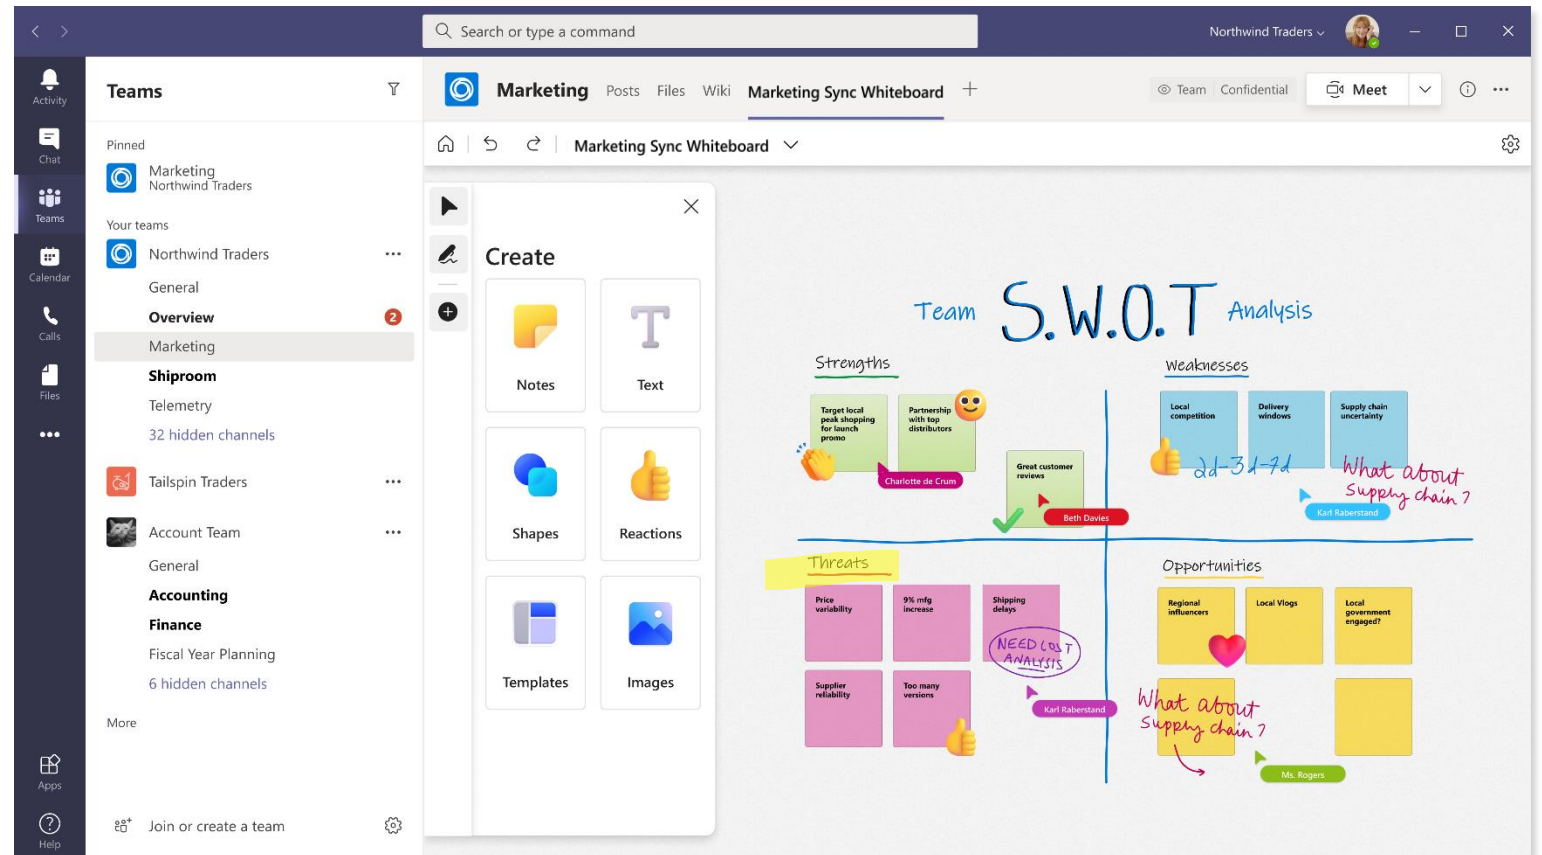 Search or type a command
Northwind Traders
Activity
Chat
Teams
Calendar
Calls
Files
Apps
Help
Teams
Pinned
Marketing
Northwind Traders
Your teams
Northwind Traders
General
Overview 2
Marketing
Shiproom
Telemetry
32 hidden channels
Tailspin Traders
Account Team
General
Accounting
Finance
Fiscal Year Planning
6 hidden channels
More
Join or create a team
Marketing Posts Files Wiki Marketing Sync Whiteboard
Team Confidential
Meet
Marketing Sync Whiteboard
Create
Notes
Text
Shapes
Reactions
Templates
Images
Team S.W.O.T Analysis
Strengths
Target local
peak shopping
for launch
promo
Partnership
with top
distributors
Charlotte de Crum
Great customer
reviews
Beth Davies
Weaknesses
Local
competition
Delivery
windows
Supply chain
uncertainty
2d-3d-7d
What about
supply chain?
Karl Raberstand
Threats
Price
variability
9% mfg
increase
Shipping
delays
NEED COST
ANALYSIS
Supplier
reliability
Too many
versions
Karl Raberstand
Opportunities
Regional
influencers
Local Vlogs
Local
government
engaged?
What about
supply chain?
Ms. Rogers